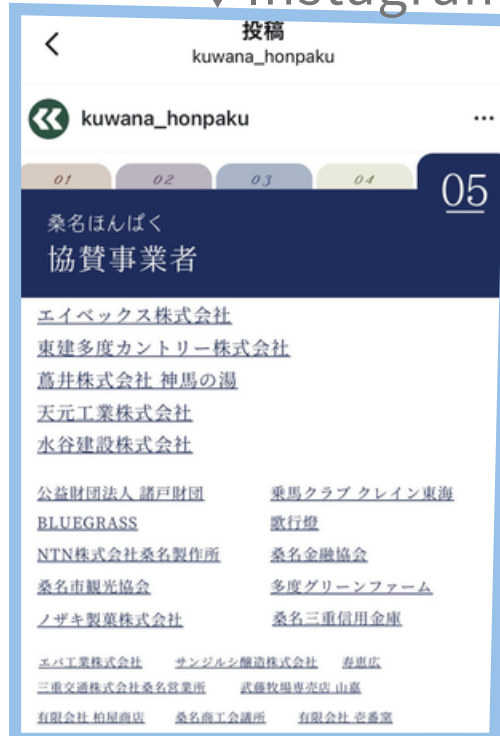 Instagram
投稿
kuwana_honpaku
kuwana_honpaku
01 02 03 04 05
桑名ほんぱく
協賛事業者
エイベックス株式会社
東建多度カントリー株式会社
蔦井株式会社 神馬の湯
天元工業株式会社
水谷建設株式会社
公益財団法人 諸戸財団 乗馬クラブ クレイン東海
BLUEGRASS 歌行燈
NTN株式会社桑名製作所 桑名金融協会
桑名市観光協会 多度グリーンファーム
ノザキ製菓株式会社 桑名三重信用金庫
エバ工業株式会社 サンジルシ醸造株式会社 寿恵広
三重交通株式会社桑名営業所 武藤牧場専売店 山嘉
有限会社 柏屋商店 桑名商工会議所 有限会社 壱番窯